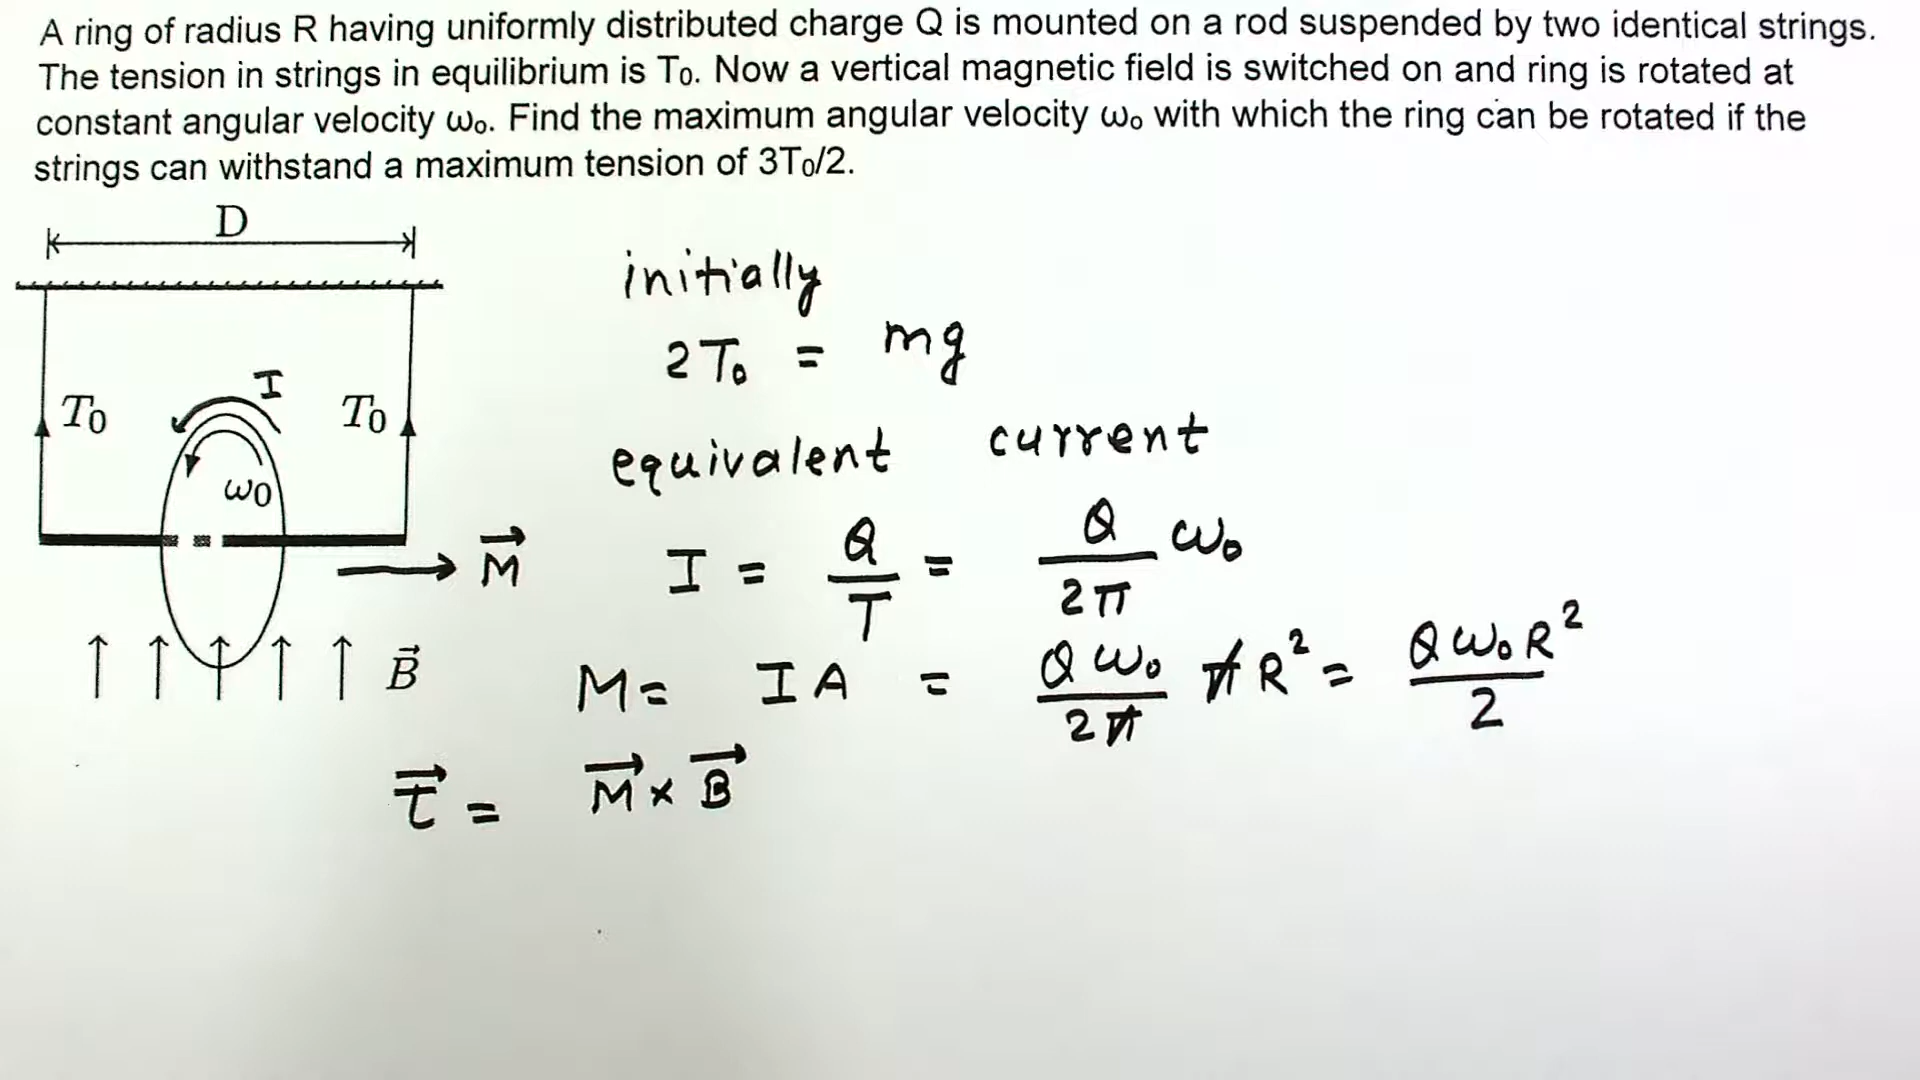 A ring of radius R having uniformly distributed charge Q is mounted on a rod suspended by two identical strings.
The tension in strings in equilibrium is T₀. Now a vertical magnetic field is switched on and ring is rotated at
constant angular velocity ω₀. Find the maximum angular velocity ω₀ with which the ring can be rotated if the
strings can withstand a maximum tension of 3T₀/2.
D
initially
2T₀ = mg
I
T₀ T₀
ω₀
equivalent current
I = Q/T = Q/2π ω₀
M⃗
B⃗
M = IA = Qω₀/2π πR² = Qω₀R²/2
τ⃗ = M⃗ × B⃗